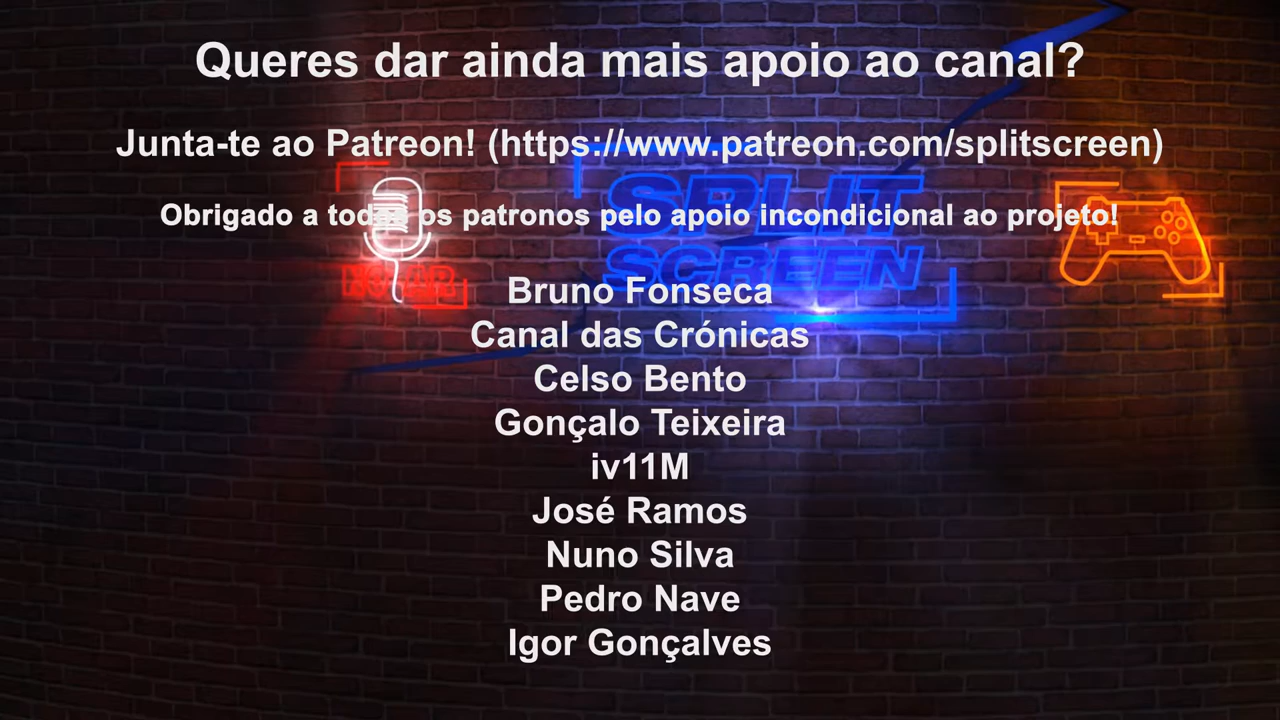 Queres dar ainda mais apoio ao canal?
Junta-te ao Patreon! (https://www.patreon.com/splitscreen)
Obrigado a todos os patronos pelo apoio incondicional ao projeto!
SPLIT
SCREEN
Bruno Fonseca
Canal das Crónicas
Celso Bento
Gonçalo Teixeira
iv11M
José Ramos
Nuno Silva
Pedro Nave
Igor Gonçalves